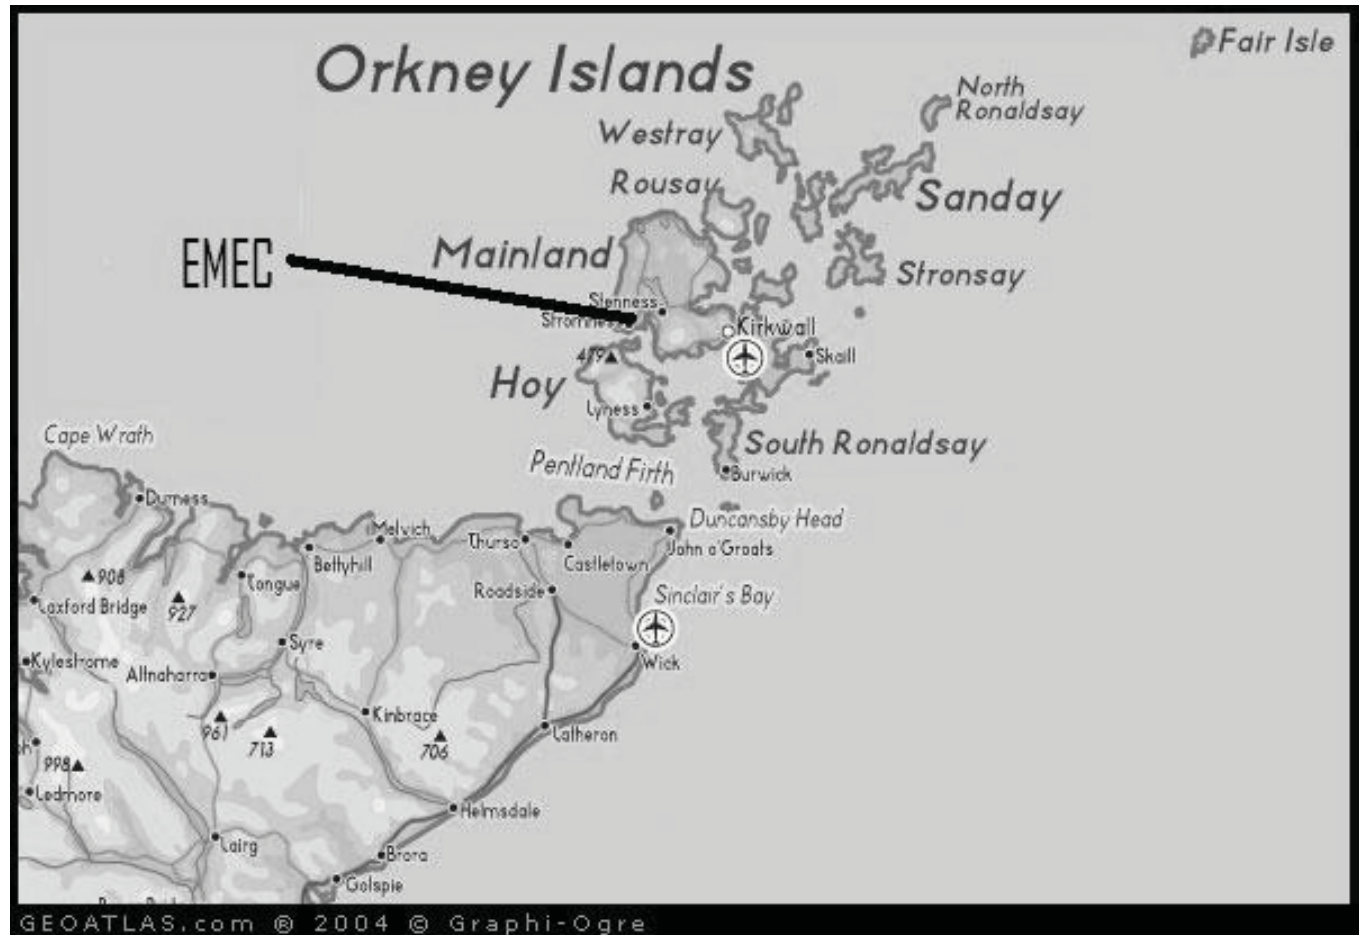 Fair Isle
Orkney Islands
North
Ronaldsay
Westray
Rousay
Sanday
EMEC
Mainland
Stronsay
Stenness
Kirkwall
479
Skaill
Hoy
Lyness
Cape Wrath
South Ronaldsay
Pentland Firth
Burwick
Durness
Duncansby Head
Melvich
Thurso
John o'Groats
Bettyhill
Castletown
908
Tongue
Roadside
Sinclair's Bay
Laxford Bridge
927
Syre
Kylestrome
Wick
Altnaharra
Kinbrace
961
713
706
Latheron
998
Ledmore
Helmsdale
Lairg
Brora
Golspie
GEOATLAS.com ® 2004 © Graphi-Ogre